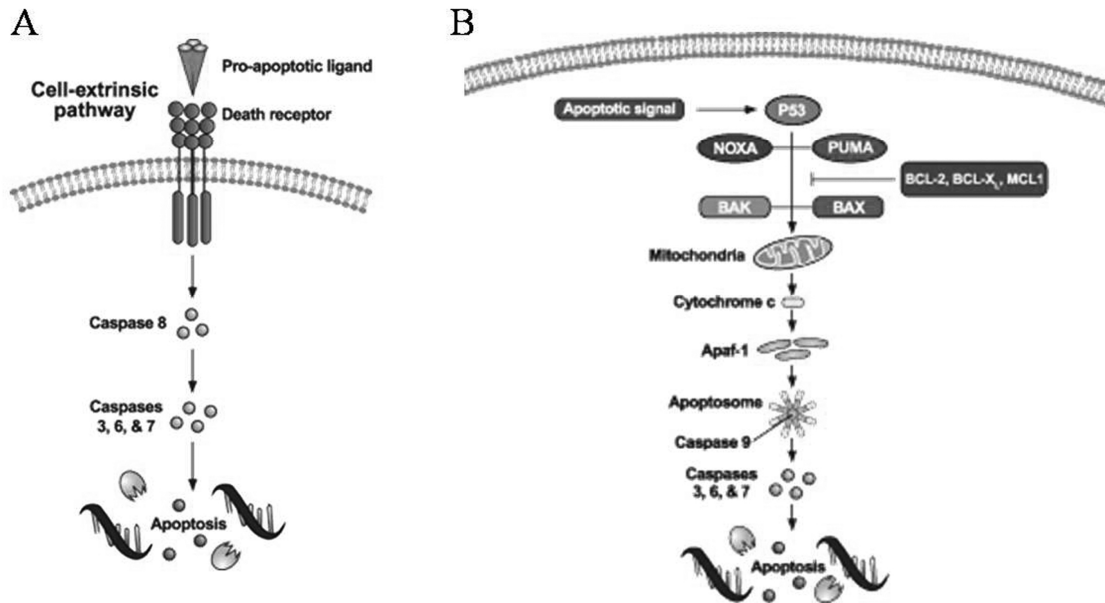 A
Pro-apoptotic ligand
Cell-extrinsic
pathway
Death receptor
Caspase 8
Caspases
3, 6, & 7
Apoptosis
B
Apoptotic signal
P53
NOXA
PUMA
BCL-2, BCL-XL, MCL1
BAK
BAX
Mitochondria
Cytochrome c
Apaf-1
Apoptosome
Caspase 9
Caspases
3, 6, & 7
Apoptosis